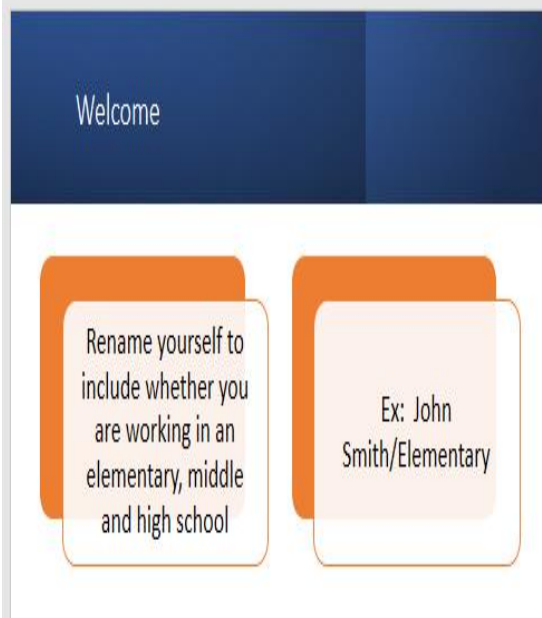 Welcome
Rename yourself to
include whether you
are working in an
elementary, middle
and high school
Ex: John
Smith/Elementary